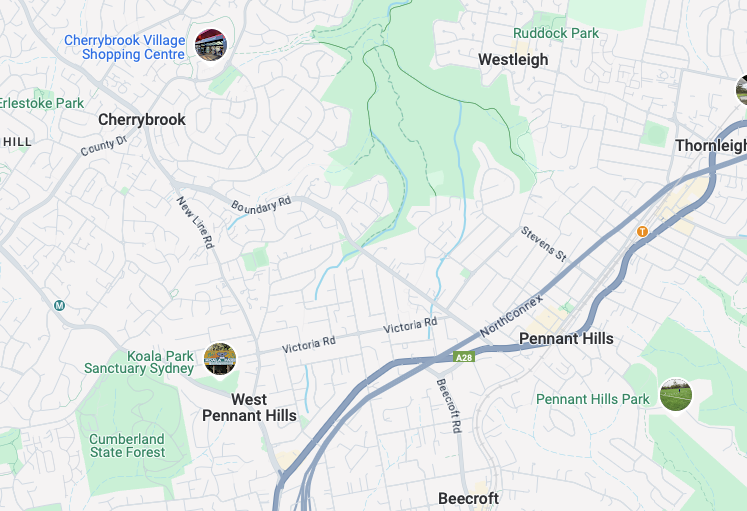 Cherrybrook Village
Shopping Centre
Ruddock Park
Westleigh
Erlestoke Park
Cherrybrook
HILL
County Dr
Thornleigh
Boundary Rd
New Line Rd
Stevens St
T
M
NorthConnex
Victoria Rd
Victoria Rd
Pennant Hills
A28
Koala Park
Sanctuary Sydney
West
Pennant Hills
Beecroft Rd
Pennant Hills Park
Cumberland
State Forest
Beecroft